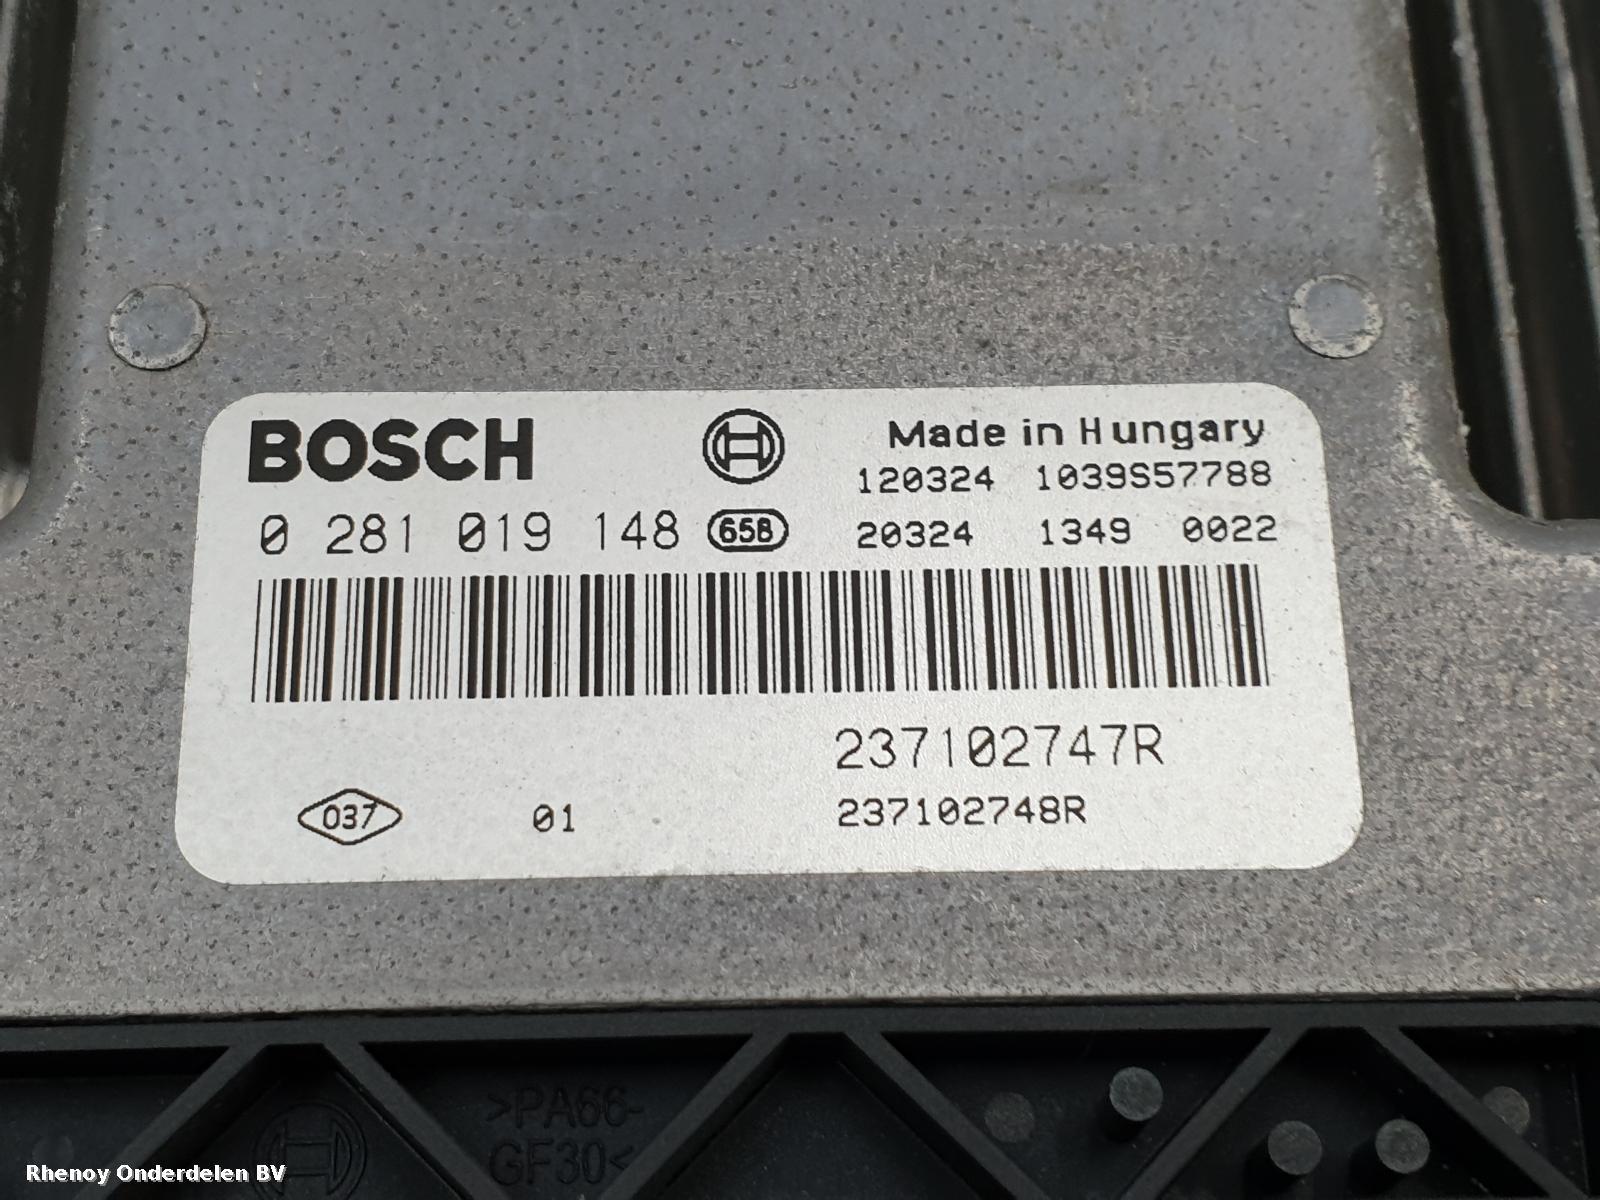 BOSCH
Made in Hungary
120324 1039S57788
0 281 019 148 65B 20324 1349 0022
237102747R
037 01 237102748R
>PA66-
GF30<
Rhenoy Onderdelen BV